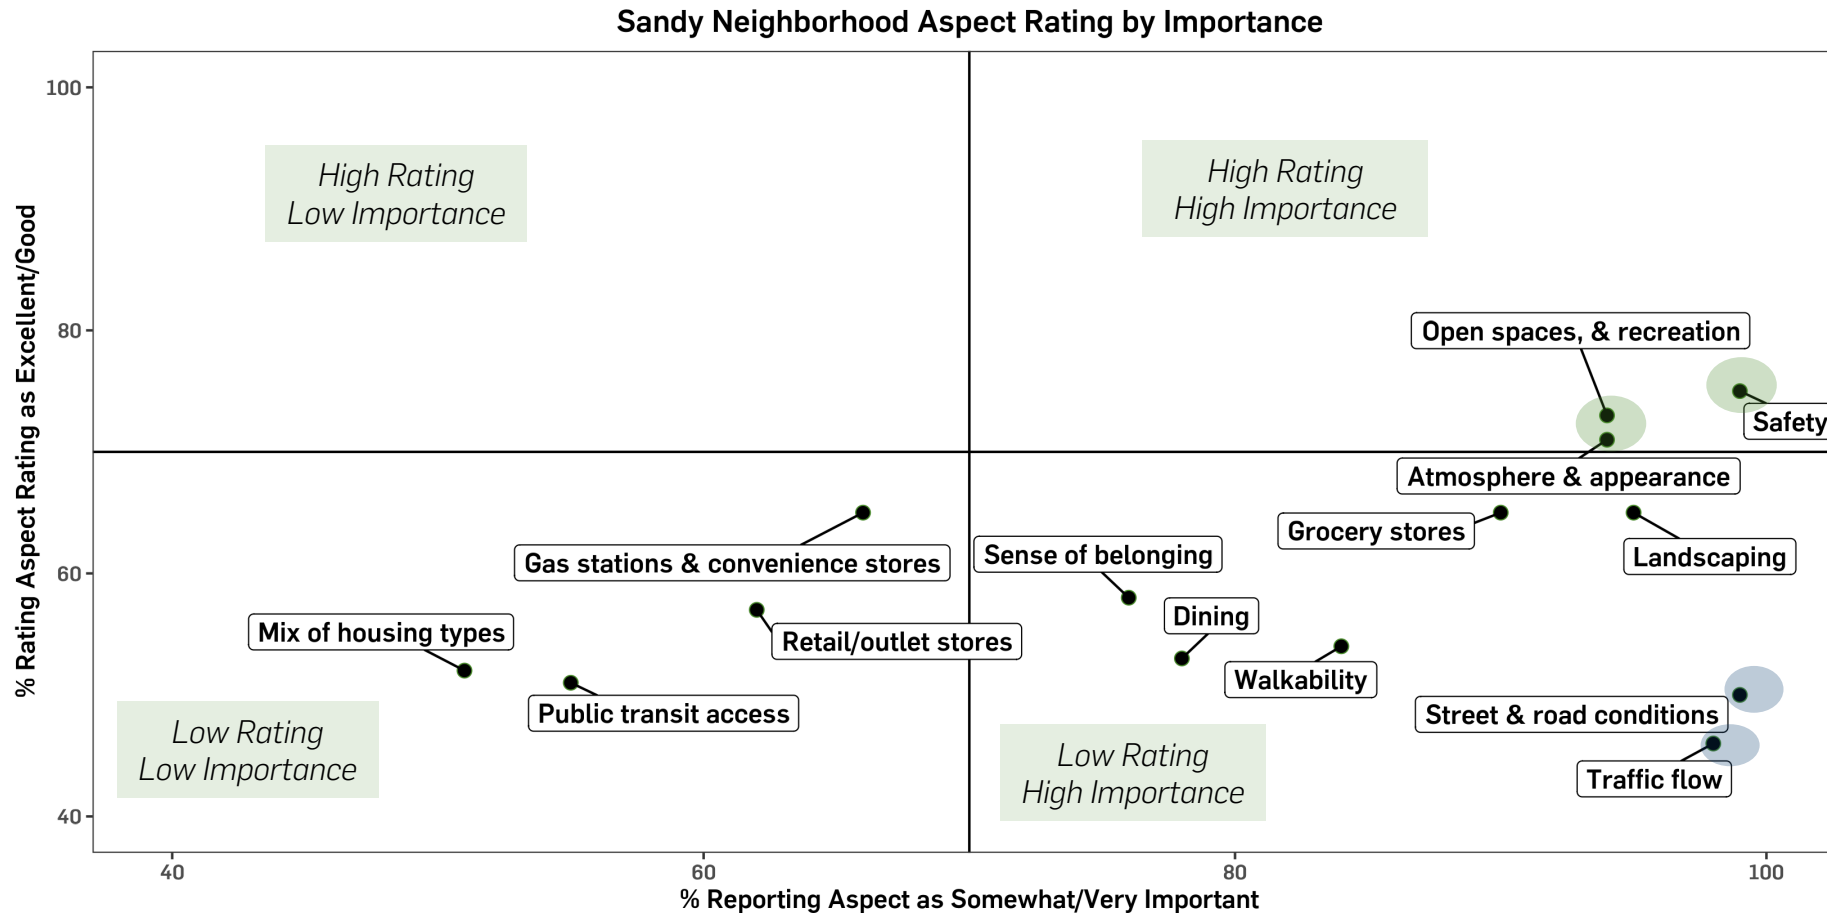 Sandy Neighborhood Aspect Rating by Importance
% Rating Aspect Rating as Excellent/Good
100
80
60
40
High Rating
Low Importance
High Rating
High Importance
Open spaces, & recreation
Safety
Atmosphere & appearance
Grocery stores
Landscaping
Gas stations & convenience stores
Sense of belonging
Dining
Mix of housing types
Retail/outlet stores
Walkability
Public transit access
Street & road conditions
Traffic flow
Low Rating
Low Importance
Low Rating
High Importance
40
60
80
100
% Reporting Aspect as Somewhat/Very Important